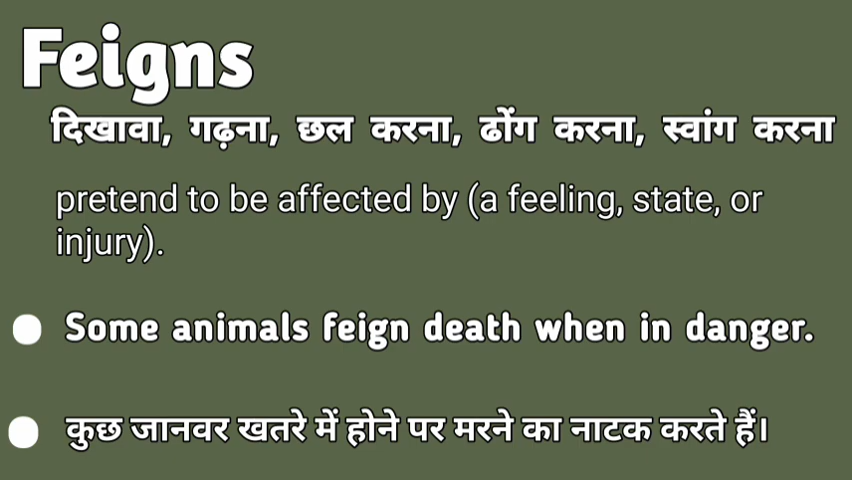 Feigns
दिखावा, गढ़ना, छल करना, ढोंग करना, स्वांग करना
pretend to be affected by (a feeling, state, or
injury).
Some animals feign death when in danger.
कुछ जानवर खतरे में होने पर मरने का नाटक करते हैं।